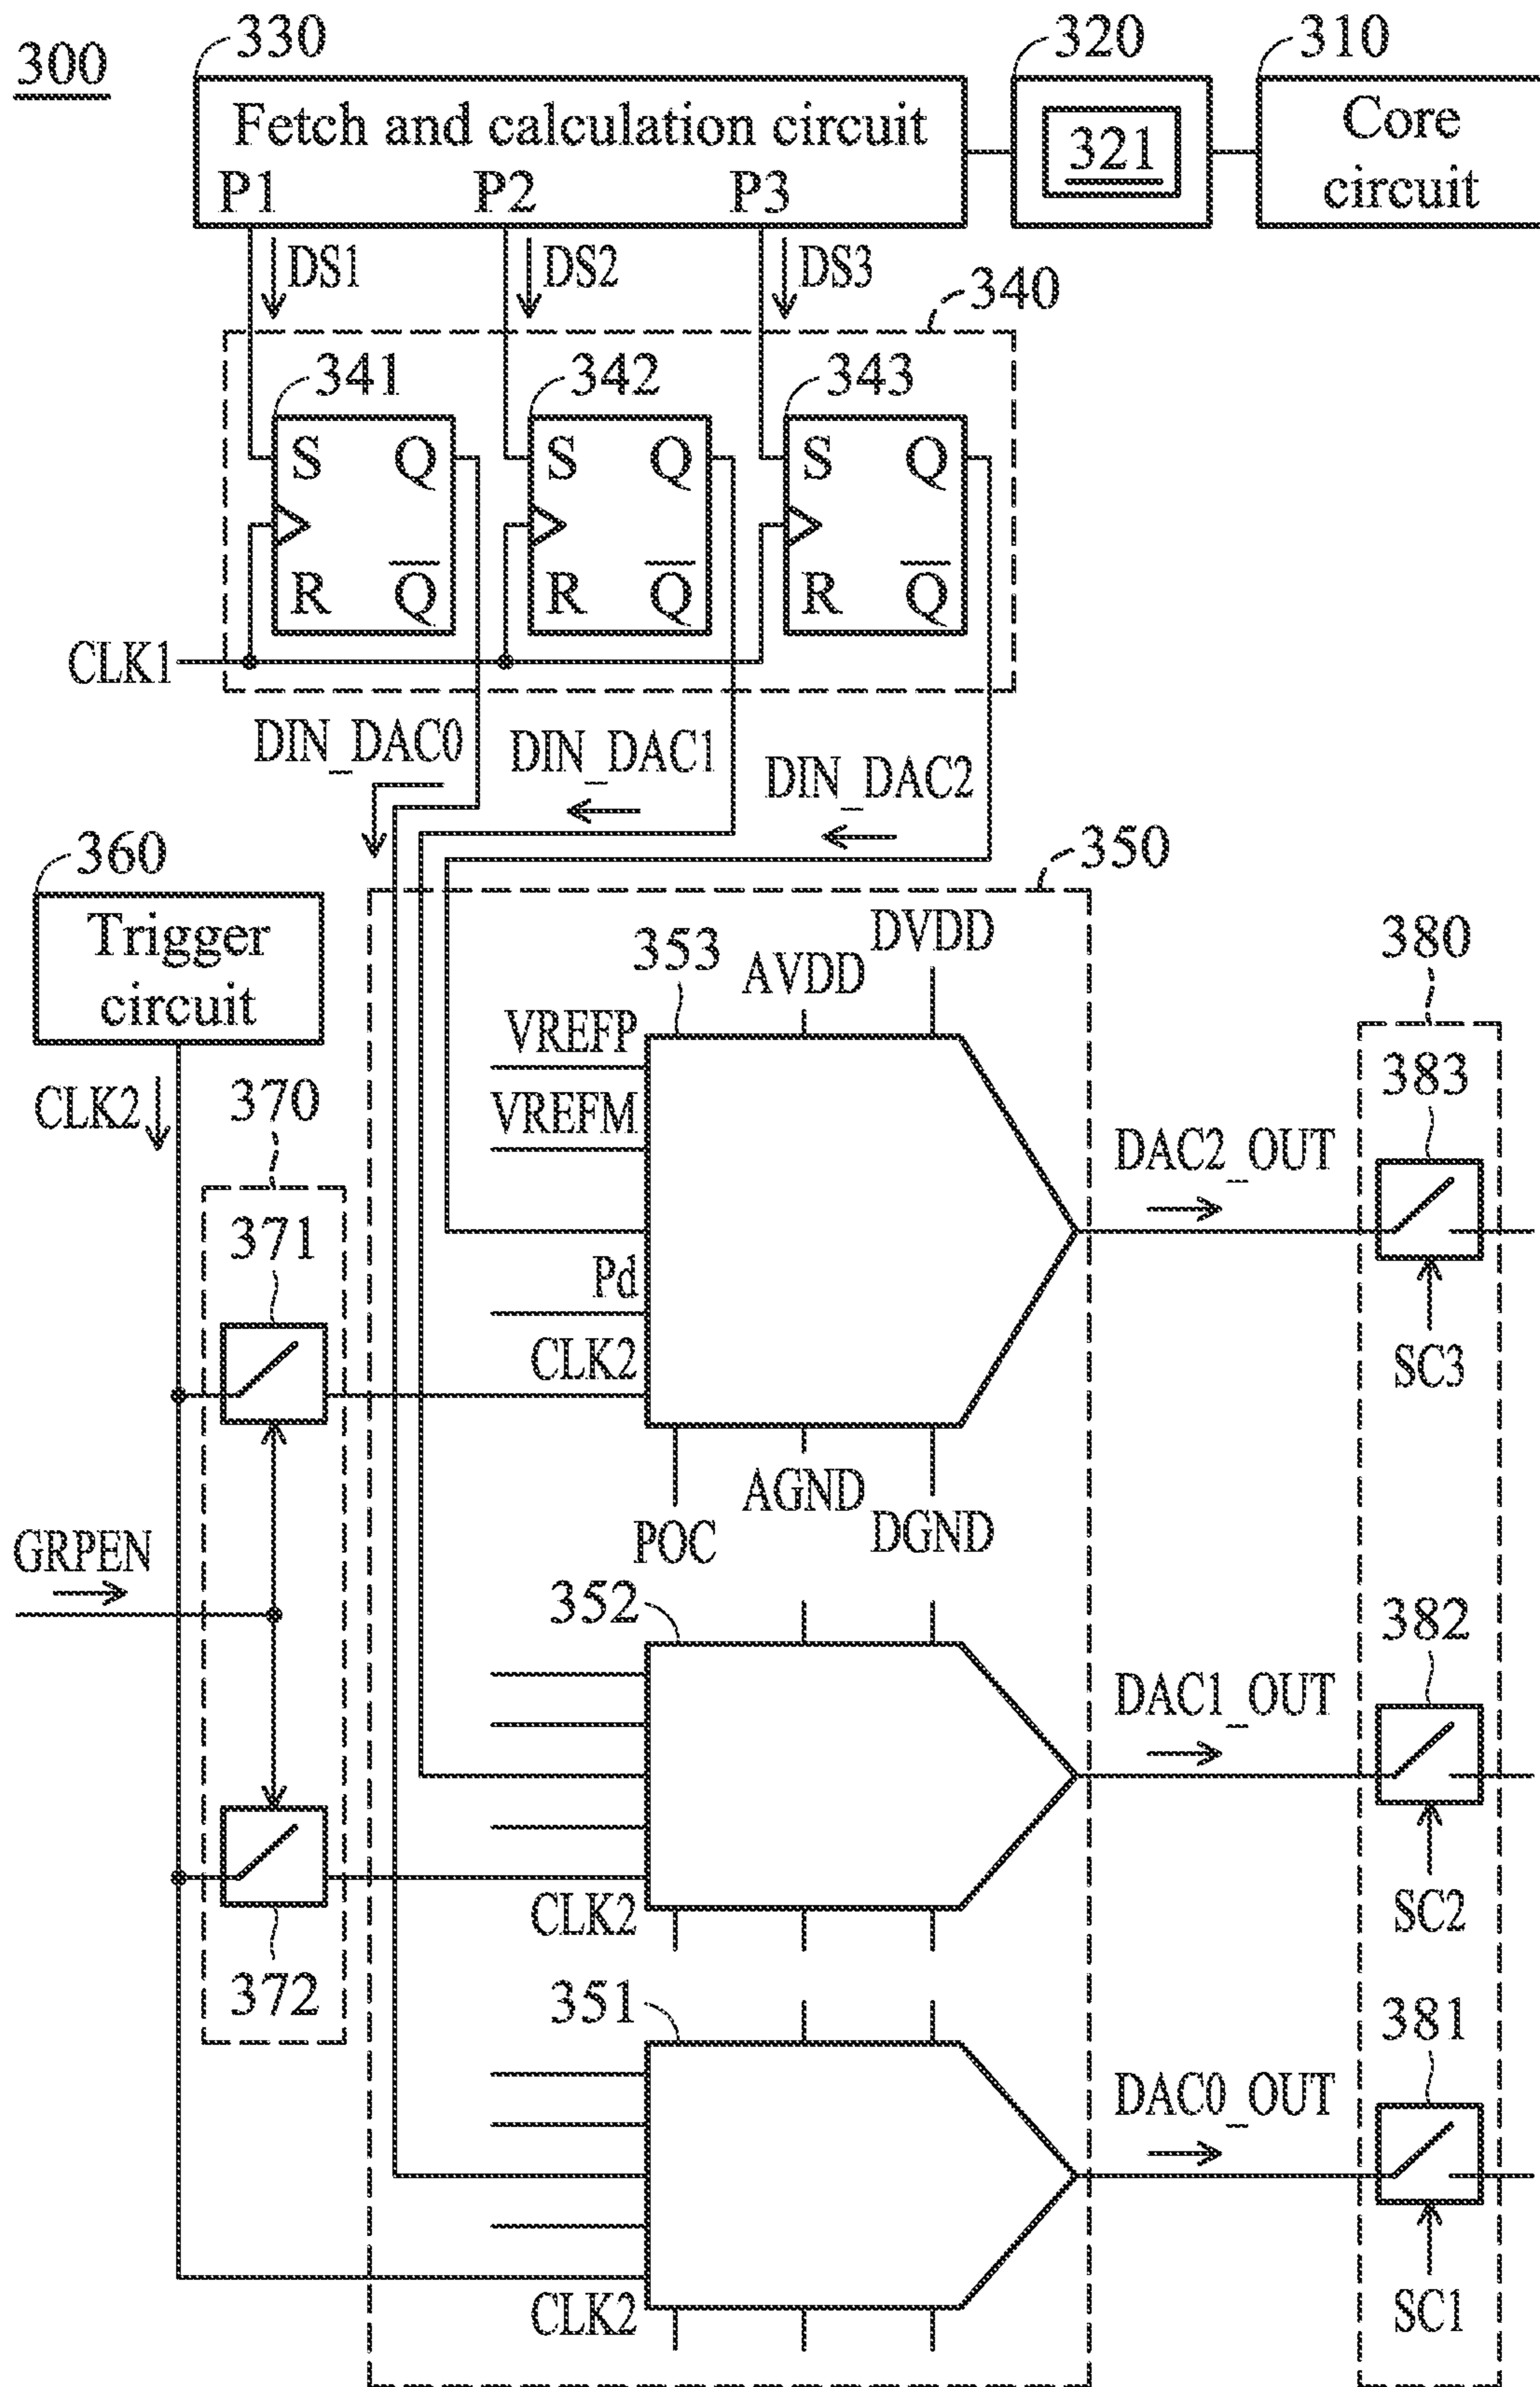 300
330
320
310
Fetch and calculation circuit
P1
P2
P3
321
Core
circuit
DS1
DS2
DS3
340
341
342
343
S
Q
R
Q
S
Q
R
Q
S
Q
R
Q
CLK1
DIN_DAC0
DIN_DAC1
DIN_DAC2
350
360
Trigger
circuit
CLK2
370
371
GRPEN
372
353
AVDD
DVDD
VREFP
VREFM
Pd
CLK2
POC
AGND
DGND
DAC2_OUT
380
383
SC3
352
CLK2
DAC1_OUT
382
SC2
351
CLK2
DAC0_OUT
381
SC1